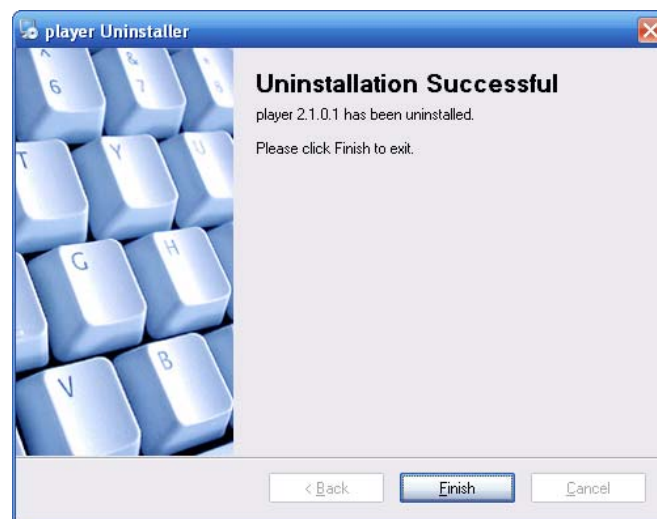 player Uninstaller
Uninstallation Successful
player 2.1.0.1 has been uninstalled.
Please click Finish to exit.
^
6
&
7
T
Y
U
G
H
V
B
< Back
Finish
Cancel